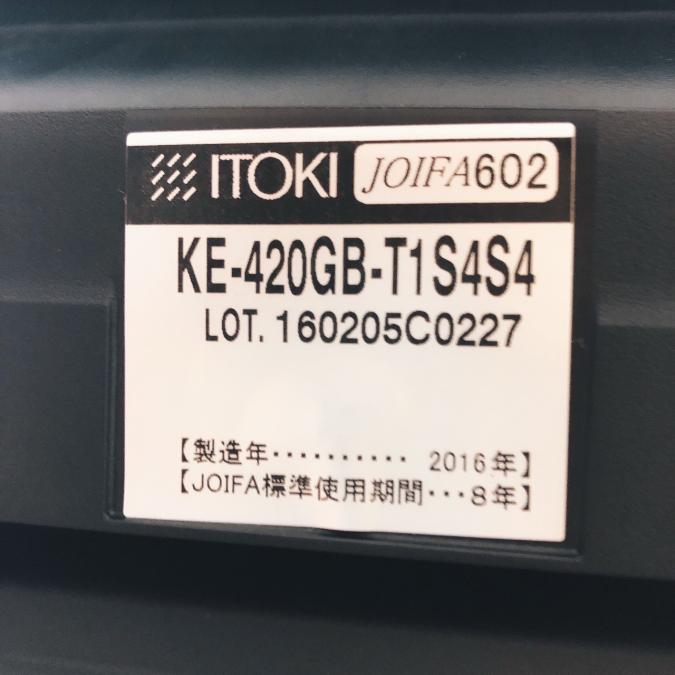 ITOKI JOIFA602
KE-420GB-T1S4S4
LOT. 160205C0227
【製造年·········· 2016年】
【JOIFA標準使用期間···8年】